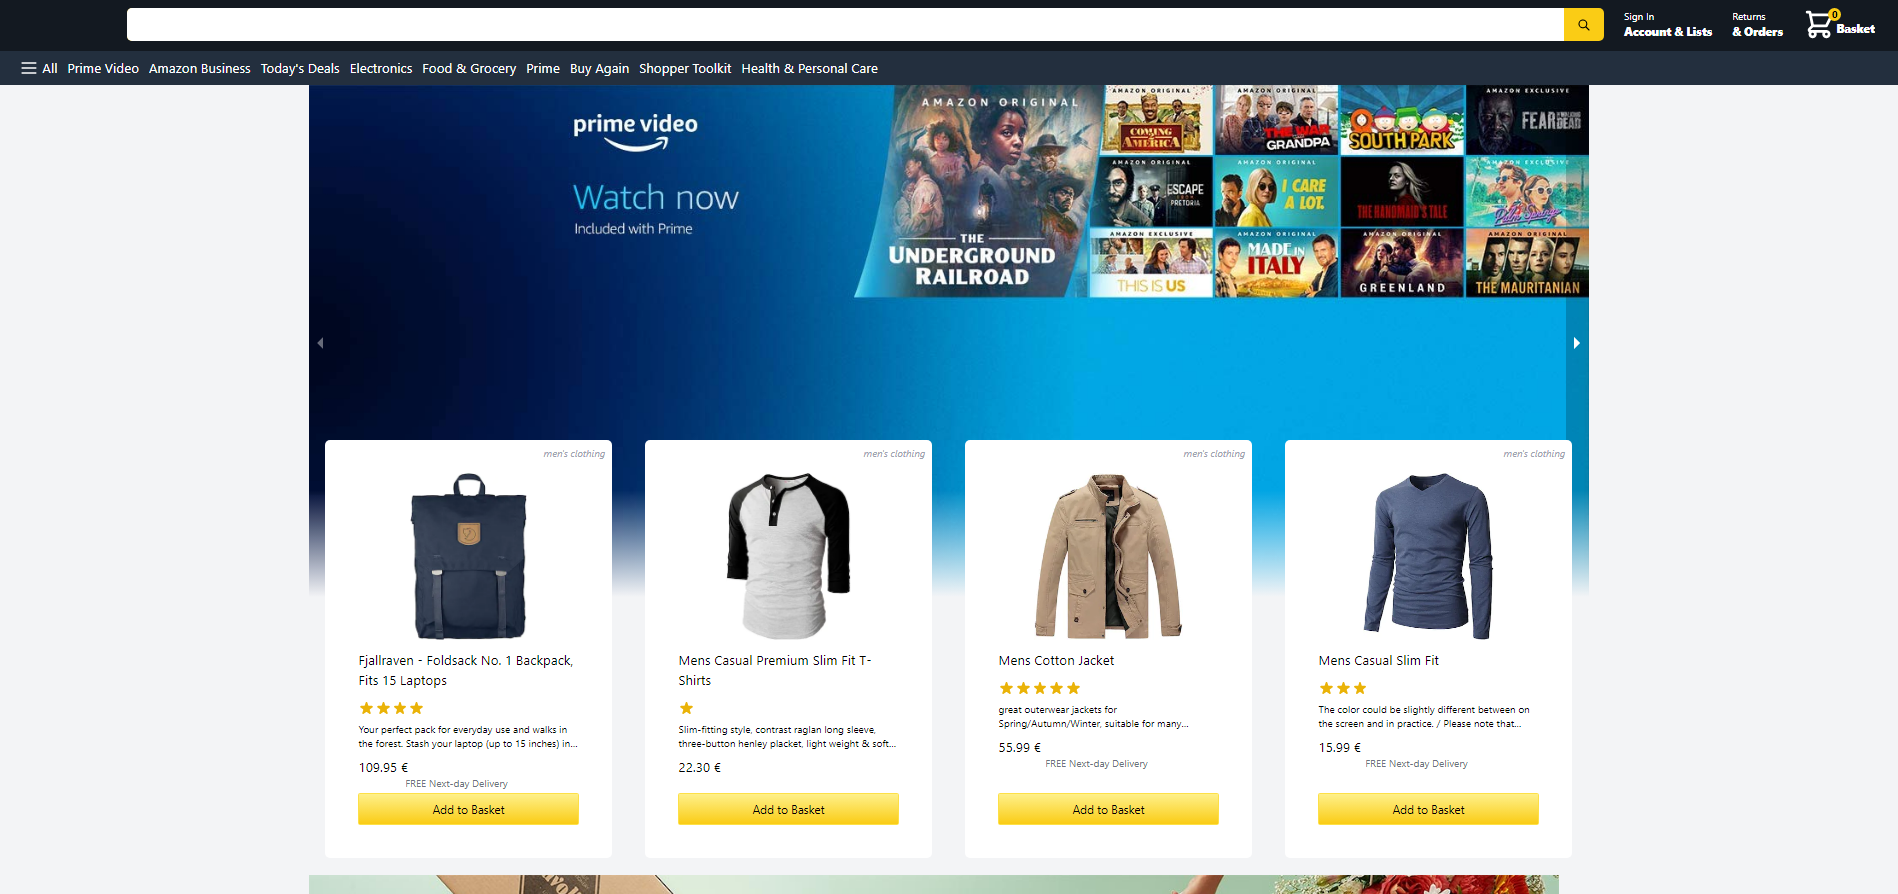 Sign In
Account & Lists
Returns
& Orders
0
Basket
All Prime Video Amazon Business Today's Deals Electronics Food & Grocery Prime Buy Again Shopper Toolkit Health & Personal Care
prime video
Watch now
Included with Prime
AMAZON ORIGINAL
THE
UNDERGROUND
RAILROAD
AMAZON ORIGINAL
COMING
AMERICA
AMAZON ORIGINAL
THE WAR
GRANDPA
AMAZON ORIGINAL
SOUTH PARK
AMAZON EXCLUSIVE
FEAR THE WALKING
DEAD
AMAZON ORIGINAL
ESCAPE
FROM
PRETORIA
AMAZON ORIGINAL
I CARE
A LOT.
THE HANDMAID'S TALE
AMAZON EXCLUSIVE
Palm Springs
AMAZON EXCLUSIVE
THIS IS US
AMAZON ORIGINAL
MADE IN
ITALY
AMAZON ORIGINAL
GREENLAND
AMAZON ORIGINAL
THE MAURITANIAN
men's clothing
Fjallraven - Foldsack No. 1 Backpack,
Fits 15 Laptops
Your perfect pack for everyday use and walks in
the forest. Stash your laptop (up to 15 inches) in...
109.95 €
FREE Next-day Delivery
Add to Basket
men's clothing
Mens Casual Premium Slim Fit T-
Shirts
Slim-fitting style, contrast raglan long sleeve,
three-button henley placket, light weight & soft...
22.30 €
Add to Basket
men's clothing
Mens Cotton Jacket
great outerwear jackets for
Spring/Autumn/Winter, suitable for many...
55.99 €
FREE Next-day Delivery
Add to Basket
men's clothing
Mens Casual Slim Fit
The color could be slightly different between on
the screen and in practice. / Please note that...
15.99 €
FREE Next-day Delivery
Add to Basket